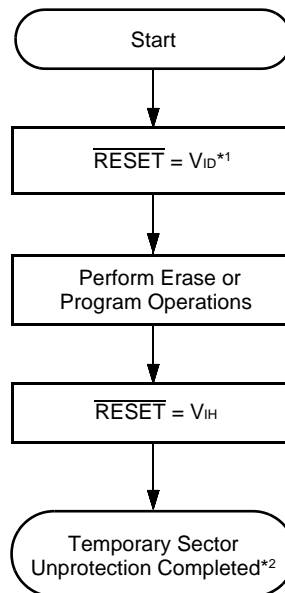 Start
RESET = VID*1
Perform Erase or
Program Operations
RESET = VIH
Temporary Sector
Unprotection Completed*2